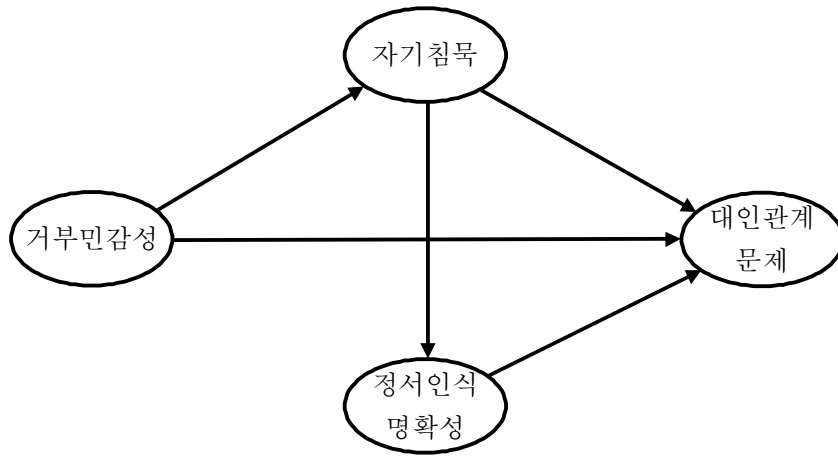 자기침묵
거부민감성
대인관계
문제
정서인식
명확성